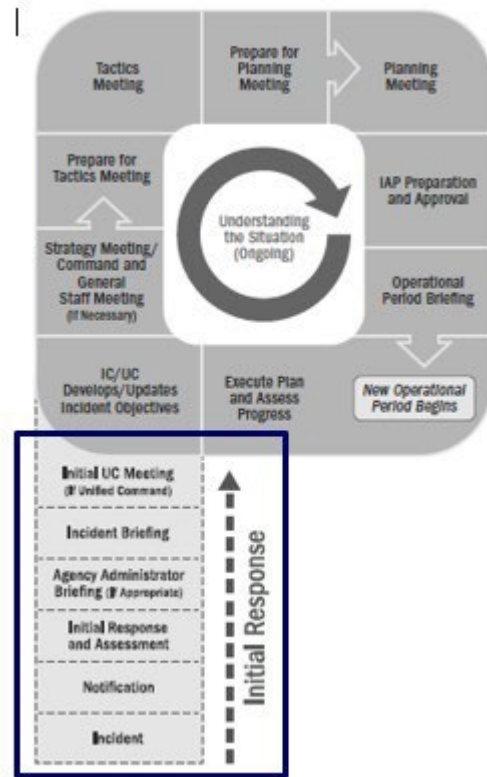 Tactics
Meeting
Prepare for
Planning
Meeting
Planning
Meeting
Prepare for
Tactics Meeting
Understanding
the Situation
(Ongoing)
IAP Preparation
and Approval
Strategy Meeting/
Command and
General
Staff Meeting
(If Necessary)
Operational
Period Briefing
IC/UC
Develops/Updates
Incident Objectives
Execute Plan
and Assess
Progress
New Operational
Period Begins
Initial UC Meeting
(If Unified Command)
Incident Briefing
Agency Administrator
Briefing (If Appropriate)
Initial Response
and Assessment
Notification
Incident
Initial Response